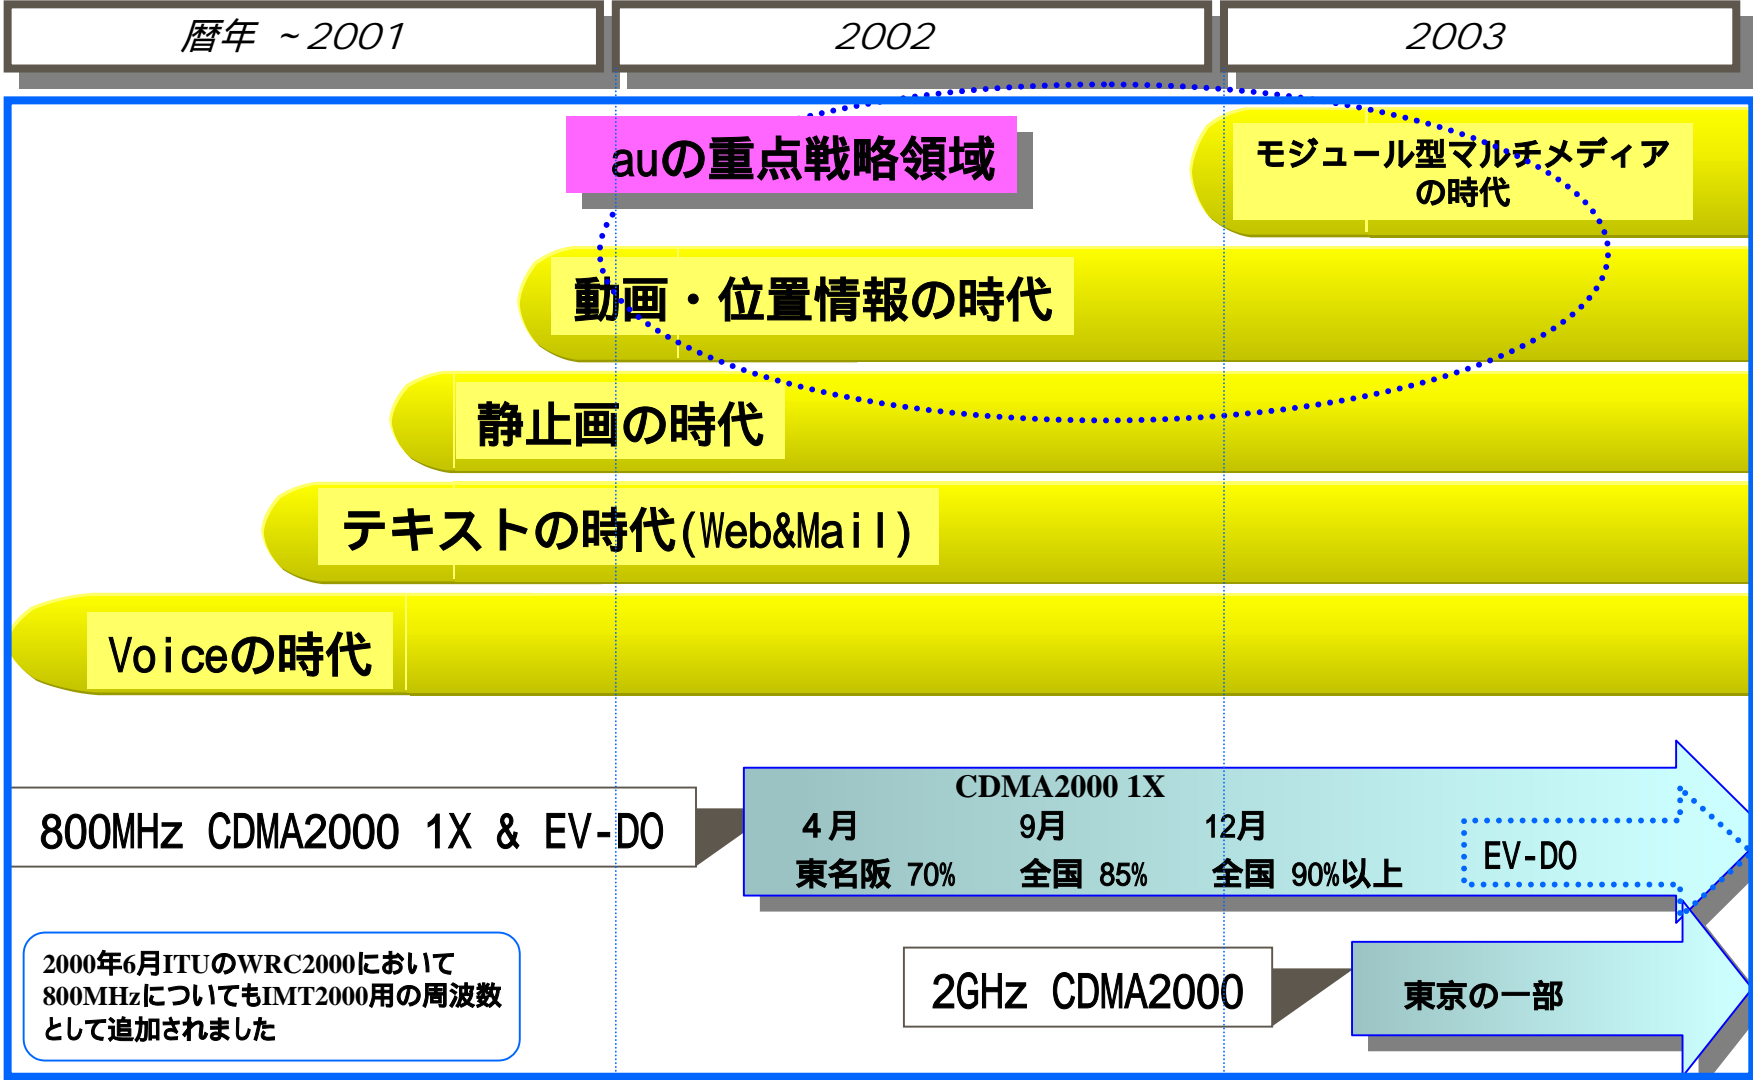 暦年 ~2001
2002
2003
auの重点戦略領域
モジュール型マルチメディア
の時代
動画・位置情報の時代
静止画の時代
テキストの時代(Web&Mail)
Voiceの時代
800MHz CDMA2000 1X & EV-DO
CDMA2000 1X
4月 9月 12月
東名阪 70% 全国 85% 全国 90%以上
EV-DO
2000年6月ITUのWRC2000において
800MHzについてもIMT2000用の周波数
として追加されました
2GHz CDMA2000
東京の一部